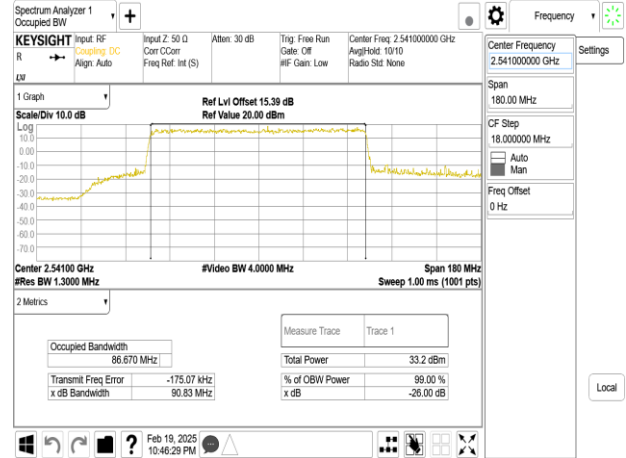 Spectrum Analyzer 1
Occupied BW
Frequency
KEYSIGHT
R
LXI
Input: RF
Coupling: DC
Align: Auto
Input Z: 50 Ω
Corr CCorr
Freq Ref: Int (S)
Atten: 30 dB
Trig: Free Run
Gate: Off
#IF Gain: Low
Center Freq: 2.541000000 GHz
Avg|Hold: 10/10
Radio Std: None
Center Frequency
2.541000000 GHz
Settings
Span
180.00 MHz
CF Step
18.000000 MHz
Auto
Man
Freq Offset
0 Hz
Local
1 Graph
Scale/Div 10.0 dB
Ref Lvl Offset 15.39 dB
Ref Value 20.00 dBm
Log
10.0
0.00
-10.0
-20.0
-30.0
-40.0
-50.0
-60.0
-70.0
Center 2.54100 GHz
#Video BW 4.0000 MHz
Span 180 MHz
#Res BW 1.3000 MHz
Sweep 1.00 ms (1001 pts)
2 Metrics
Measure Trace Trace 1
Occupied Bandwidth
86.670 MHz
Total Power 33.2 dBm
Transmit Freq Error -175.07 kHz
% of OBW Power 99.00 %
x dB Bandwidth 90.83 MHz
x dB -26.00 dB
?
Feb 19, 2025
10:46:29 PM